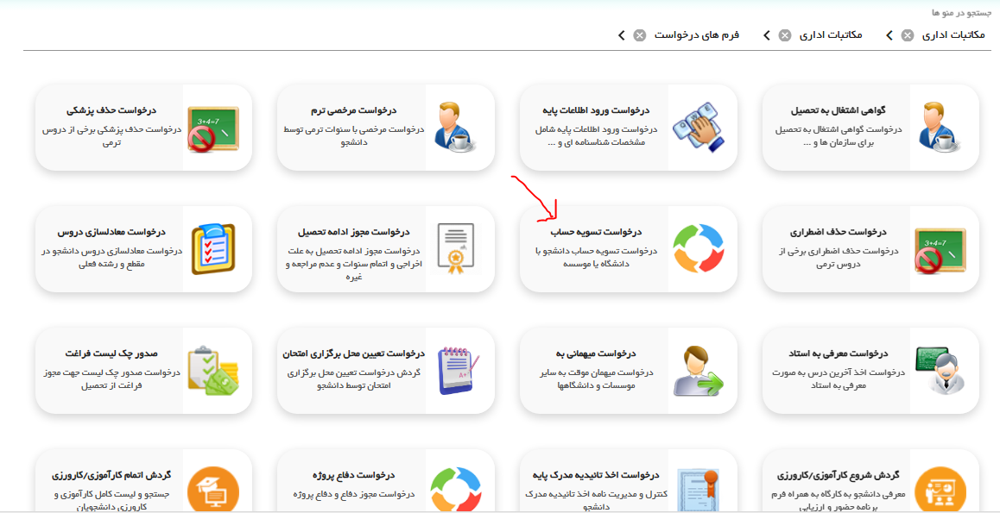 جستجو در منو ها
مکاتبات اداری
مکاتبات اداری
فرم های درخواست
گواهی اشتغال به تحصیل
درخواست گواهی اشتغال به تحصیل
برای سازمان ها و ...
درخواست ورود اطلاعات پایه
درخواست ورود اطلاعات پایه شامل
مشخصات شناسنامه ای و ...
درخواست مرخصی ترم
درخواست مرخصی با سنوات ترمی توسط
دانشجو
3+4=7
درخواست حذف پزشکی
درخواست حذف پزشکی برخی از دروس
ترمی
3+4=7
درخواست حذف اضطراری
درخواست حذف اضطراری برخی از
دروس ترمی
درخواست تسویه حساب
درخواست تسویه حساب دانشجو با
دانشگاه یا موسسه
درخواست مجوز ادامه تحصیل
درخواست مجوز ادامه تحصیل به علت
اخراجی و اتمام سنوات و عدم مراجعه و
غیره
درخواست معادلسازی دروس
درخواست معادلسازی دروس دانشجو در
مقطع و رشته فعلی
درخواست معرفی به استاد
درخواست اخذ آخرین درس به صورت
معرفی به استاد
درخواست میهمانی به
درخواست میهمان موقت به سایر
موسسات و دانشگاهها
A+
درخواست تعیین محل برگزاری امتحان
گردش درخواست تعیین محل برگزاری
امتحان توسط دانشجو
صدور چک لیست فراغت
درخواست صدور چک لیست جهت مجوز
فراغت از تحصیل
گردش شروع کارآموزی/کارورزی
معرفی دانشجو به کارگاه به همراه فرم
برنامه حضور و ارزیابی
درخواست اخذ تائیدیه مدرک پایه
کنترل و مدیریت نامه اخذ تائیدیه مدرک
دانشجو
درخواست دفاع پروژه
درخواست مجوز دفاع و دفاع پروژه
گردش اتمام کارآموزی/کارورزی
جستجو و لیست کامل کارآموزی و
کارورزی دانشجویان